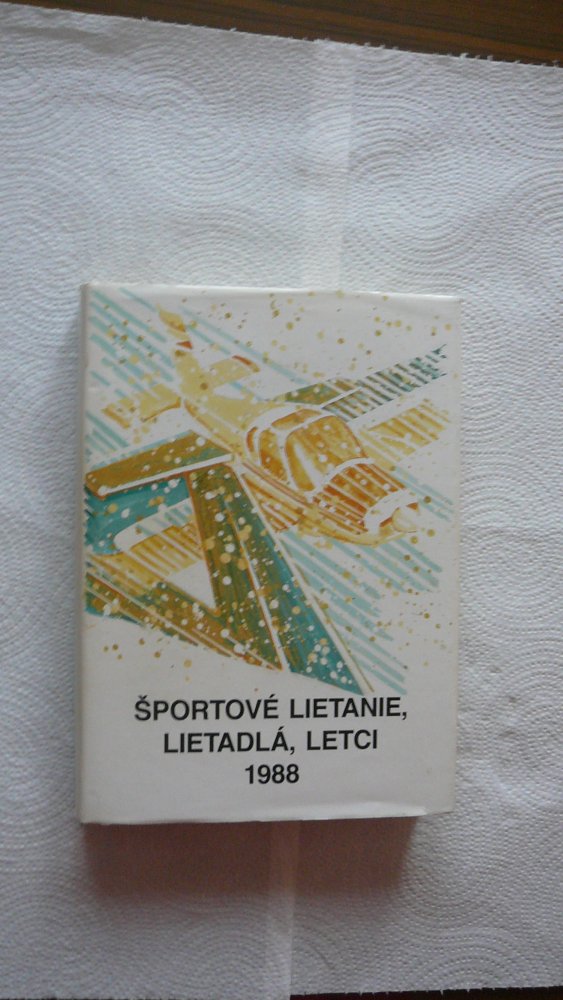 ŠPORTOVÉ LIETANIE,
LIETADLÁ, LETCI
1988